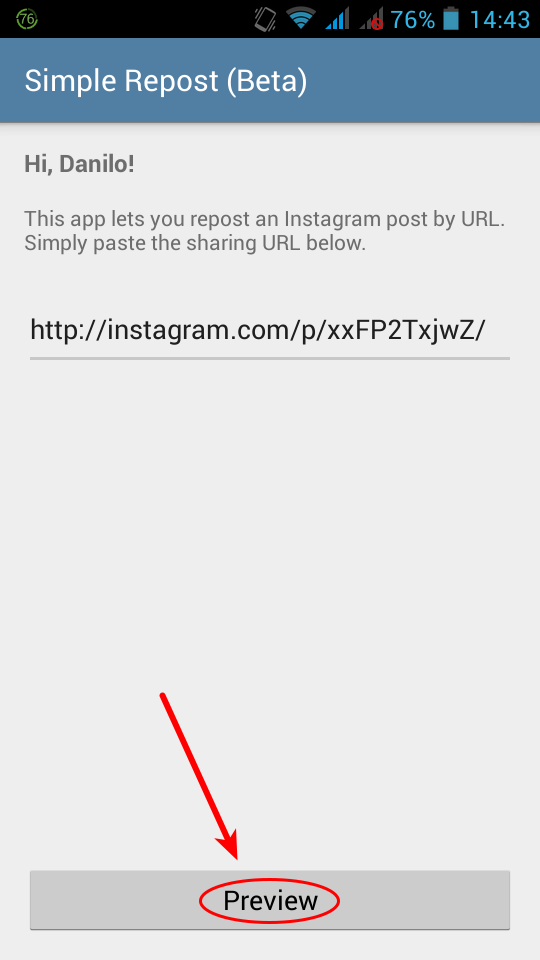 76
76% 14:43
Simple Repost (Beta)
Hi, Danilo!
This app lets you repost an Instagram post by URL.
Simply paste the sharing URL below.
http://instagram.com/p/xxFP2TxjwZ/
Preview